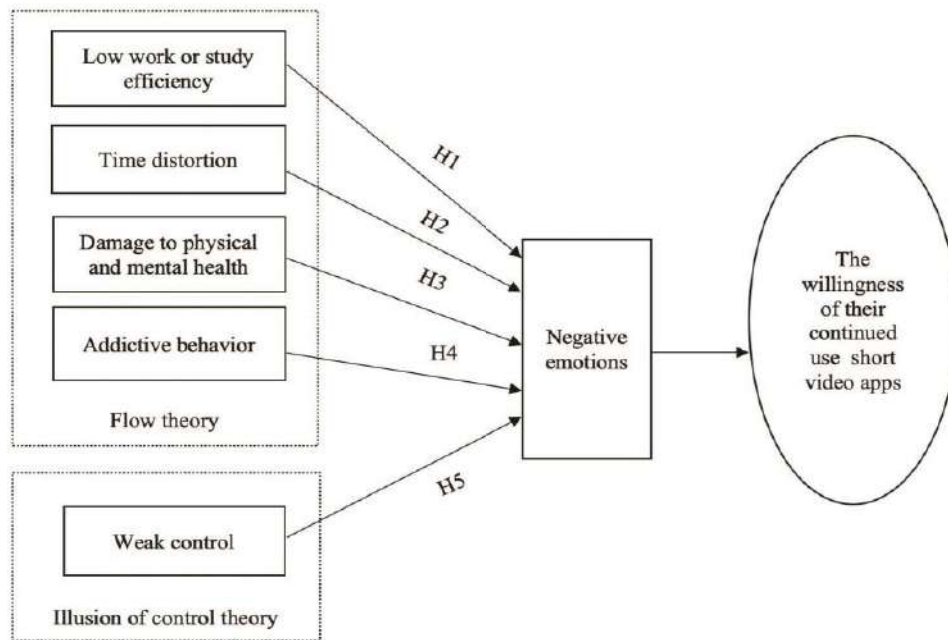 Low work or study
efficiency
Time distortion
Damage to physical
and mental health
Addictive behavior
Flow theory
Weak control
Illusion of control theory
H1
H2
H3
H4
H5
Negative
emotions
The
willingness
of their
continued
use short
video apps